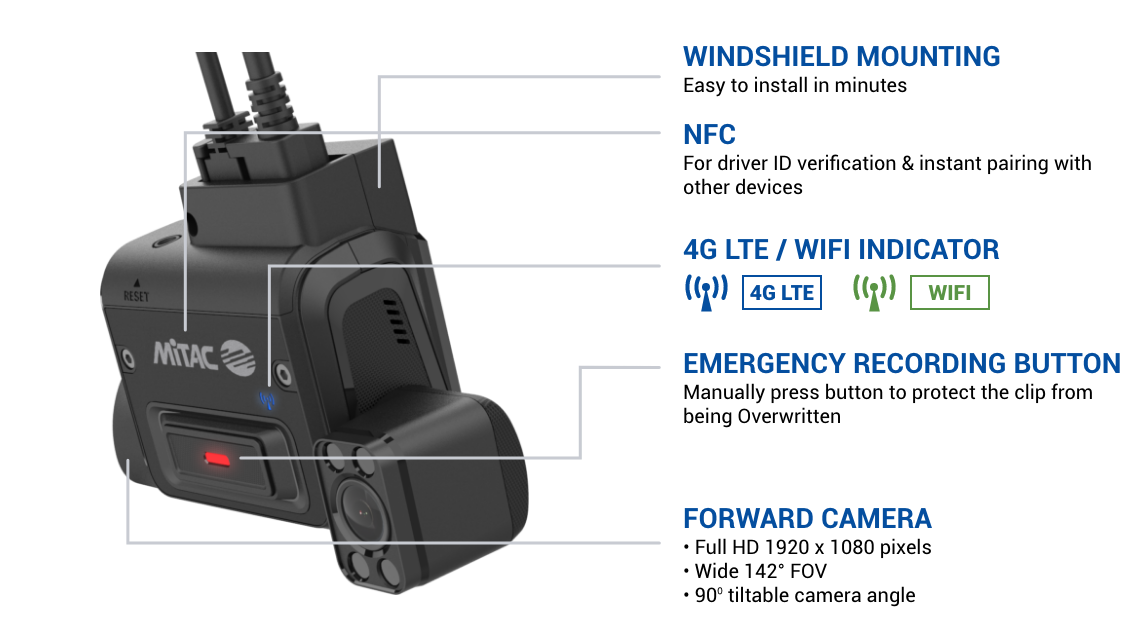 WINDSHIELD MOUNTING
Easy to install in minutes
NFC
For driver ID verification & instant pairing with
other devices
4G LTE / WIFI INDICATOR
4G LTE
WIFI
EMERGENCY RECORDING BUTTON
Manually press button to protect the clip from
being Overwritten
FORWARD CAMERA
• Full HD 1920 x 1080 pixels
• Wide 142° FOV
• 90⁰ tiltable camera angle
RESET
MiTAC